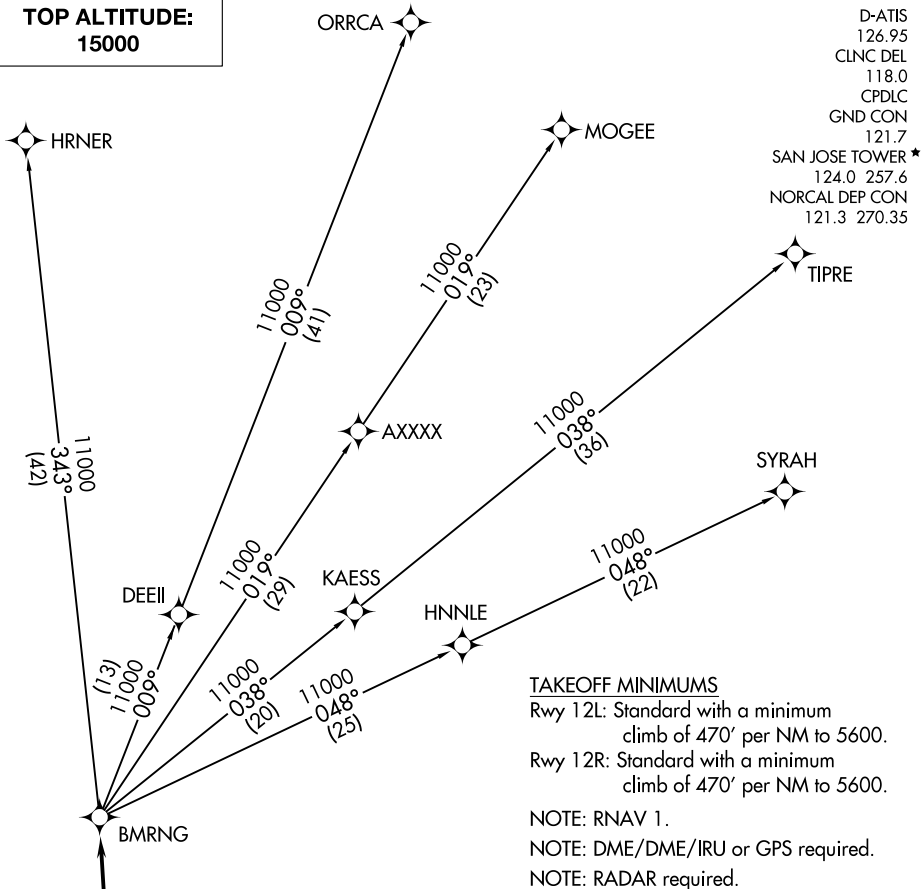 TOP ALTITUDE:
15000
ORRCA
D-ATIS
126.95
CLNC DEL
118.0
CPDLC
GND CON
121.7
SAN JOSE TOWER ★
124.0 257.6
NORCAL DEP CON
121.3 270.35
HRNER
MOGEE
TIPRE
11000
009°
(41)
11000
019°
(23)
AXXXX
11000
038°
(36)
11000
343°
(42)
SYRAH
11000
048°
(22)
11000
019°
(29)
KAESS
DEEII
HNNLE
(13)
11000
009°
11000
038°
(20)
11000
048°
(25)
BMRNG
TAKEOFF MINIMUMS
Rwy 12L: Standard with a minimum
climb of 470' per NM to 5600.
Rwy 12R: Standard with a minimum
climb of 470' per NM to 5600.
NOTE: RNAV 1.
NOTE: DME/DME/IRU or GPS required.
NOTE: RADAR required.